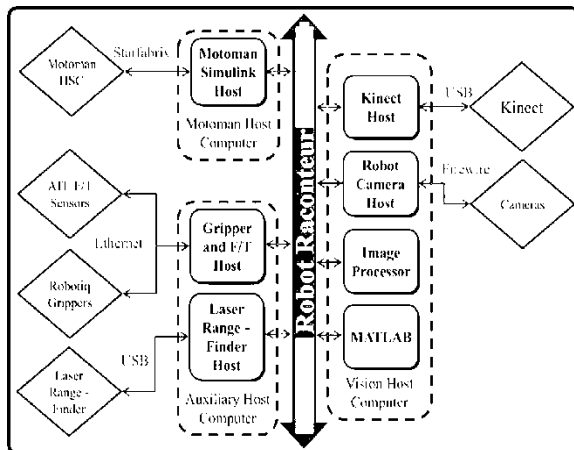 Motoman
HSC
Starfabrix
Motoman
Simulink
Host
Motoman Host
Computer
ATI F/T
Sensors
Ethernet
Robotiq
Grippers
Gripper
and F/T
Host
Laser
Range -
Finder
Host
USB
Laser
Range -
Finder
Auxiliary Host
Computer
Robot Raconteur
Kinect
Host
USB
Kinect
Robot
Camera
Host
Fireware
Cameras
Image
Processor
MATLAB
Vision Host
Computer